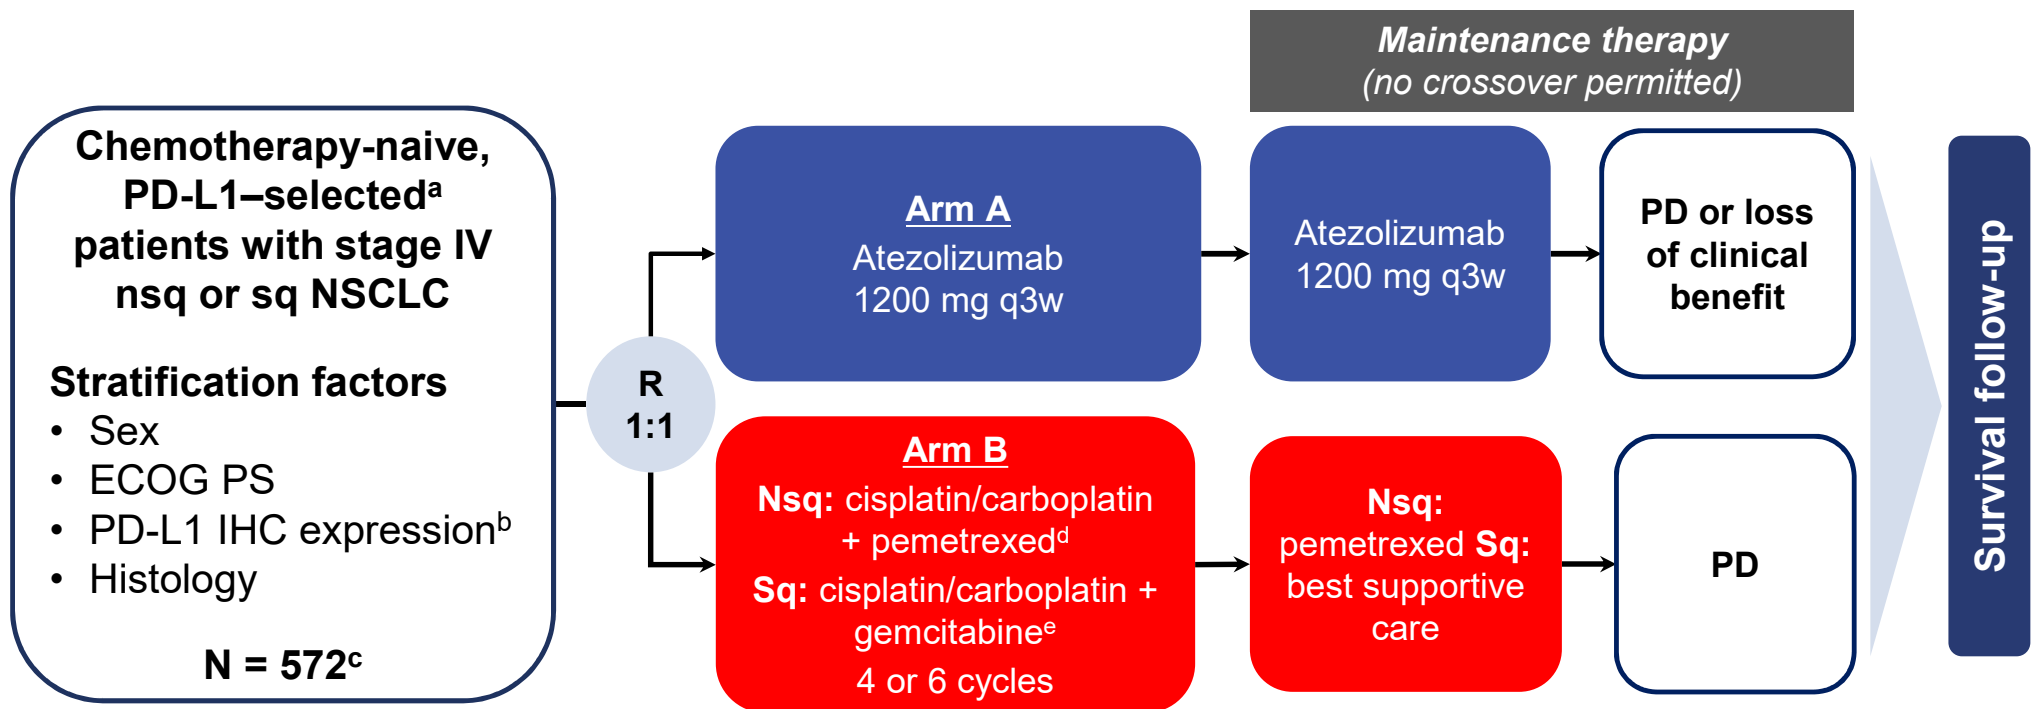 Maintenance therapy
(no crossover permitted)
Chemotherapy-naive,
PD-L1–selectedᵃ
patients with stage IV
nsq or sq NSCLC
Stratification factors
• Sex
• ECOG PS
• PD-L1 IHC expressionᵇ
• Histology
N = 572ᶜ
R
1:1
Arm A
Atezolizumab
1200 mg q3w
Atezolizumab
1200 mg q3w
PD or loss
of clinical
benefit
Arm B
Nsq: cisplatin/carboplatin
+ pemetrexedᵈ
Sq: cisplatin/carboplatin +
gemcitabineᵉ
4 or 6 cycles
Nsq:
pemetrexed Sq:
best supportive
care
PD
Survival follow-up